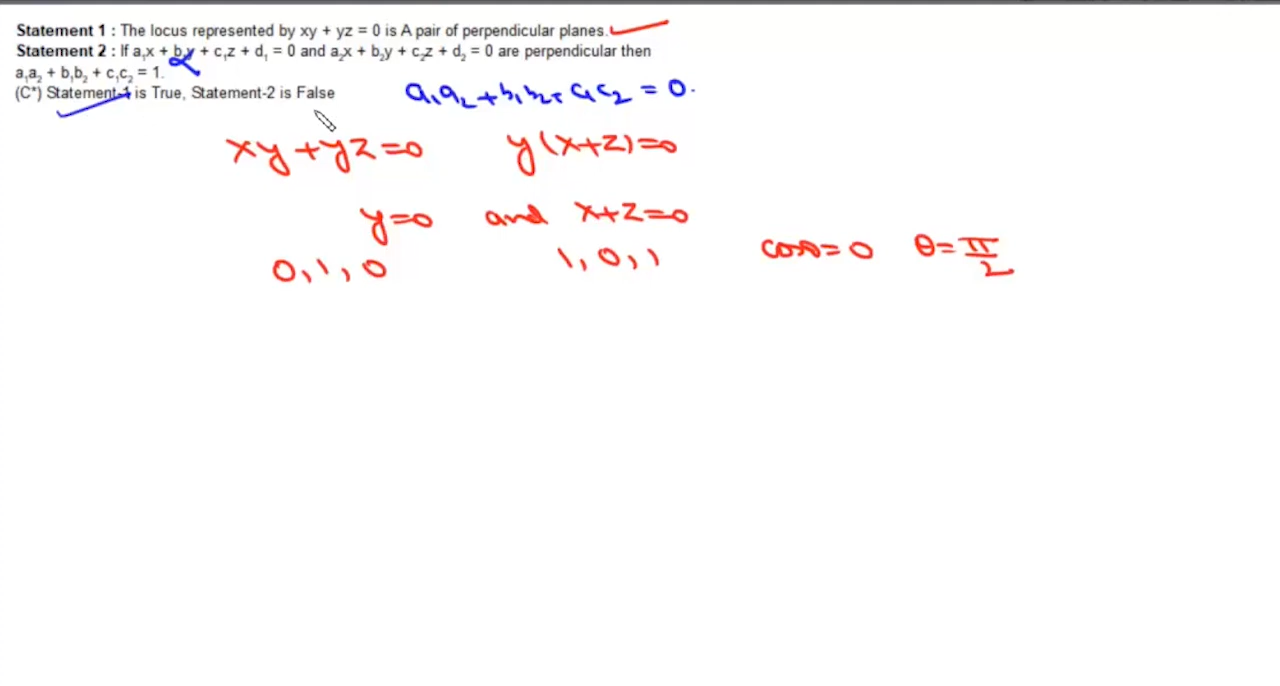 Statement 1 : The locus represented by xy + yz = 0 is A pair of perpendicular planes.
Statement 2 : If a₁x + b₁y + c₁z + d₁ = 0 and a₂x + b₂y + c₂z + d₂ = 0 are perpendicular then
a₁a₂ + b₁b₂ + c₁c₂ = 1.
(C*) Statement-1 is True, Statement-2 is False
a₁a₂ + b₁b₂ + c₁c₂ = 0.
xy + yz = 0 y(x+z) = 0
y = 0 and x+z = 0
0, 1, 0 1, 0, 1 cosθ = 0 θ = π/2